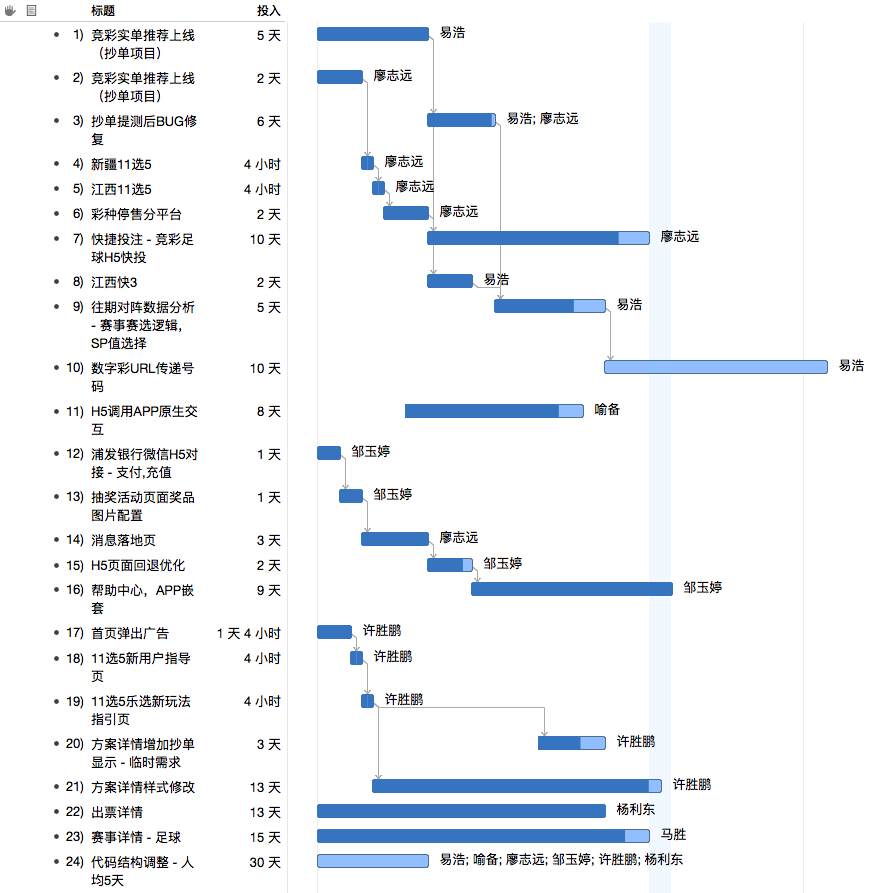 标题 投入
1) 竞彩实单推荐上线 5 天 易浩
（抄单项目）
2) 竞彩实单推荐上线 2 天 廖志远
（抄单项目）
3) 抄单提测后BUG修 6 天 易浩; 廖志远
复
4) 新疆11选5 4 小时 廖志远
5) 江西11选5 4 小时 廖志远
6) 彩种停售分平台 2 天 廖志远
7) 快捷投注 - 竞彩足 10 天 廖志远
球H5快投
8) 江西快3 2 天 易浩
9) 往期对阵数据分析 5 天 易浩
- 赛事赛选逻辑，
SP值选择
10) 数字彩URL传递号 10 天 易浩
码
11) H5调用APP原生交 8 天 喻备
互
12) 浦发银行微信H5对 1 天 邹玉婷
接 - 支付,充值
13) 抽奖活动页面奖品 1 天 邹玉婷
图片配置
14) 消息落地页 3 天 廖志远
15) H5页面回退优化 2 天 邹玉婷
16) 帮助中心，APP嵌 9 天 邹玉婷
套
17) 首页弹出广告 1 天 4 小时 许胜鹏
18) 11选5新用户指导 4 小时 许胜鹏
页
19) 11选5乐选新玩法 4 小时 许胜鹏
指引页
20) 方案详情增加抄单 3 天 许胜鹏
显示 - 临时需求
21) 方案详情样式修改 13 天 许胜鹏
22) 出票详情 13 天 杨利东
23) 赛事详情 - 足球 15 天 马胜
24) 代码结构调整 - 人 30 天 易浩; 喻备; 廖志远; 邹玉婷; 许胜鹏; 杨利东
均5天